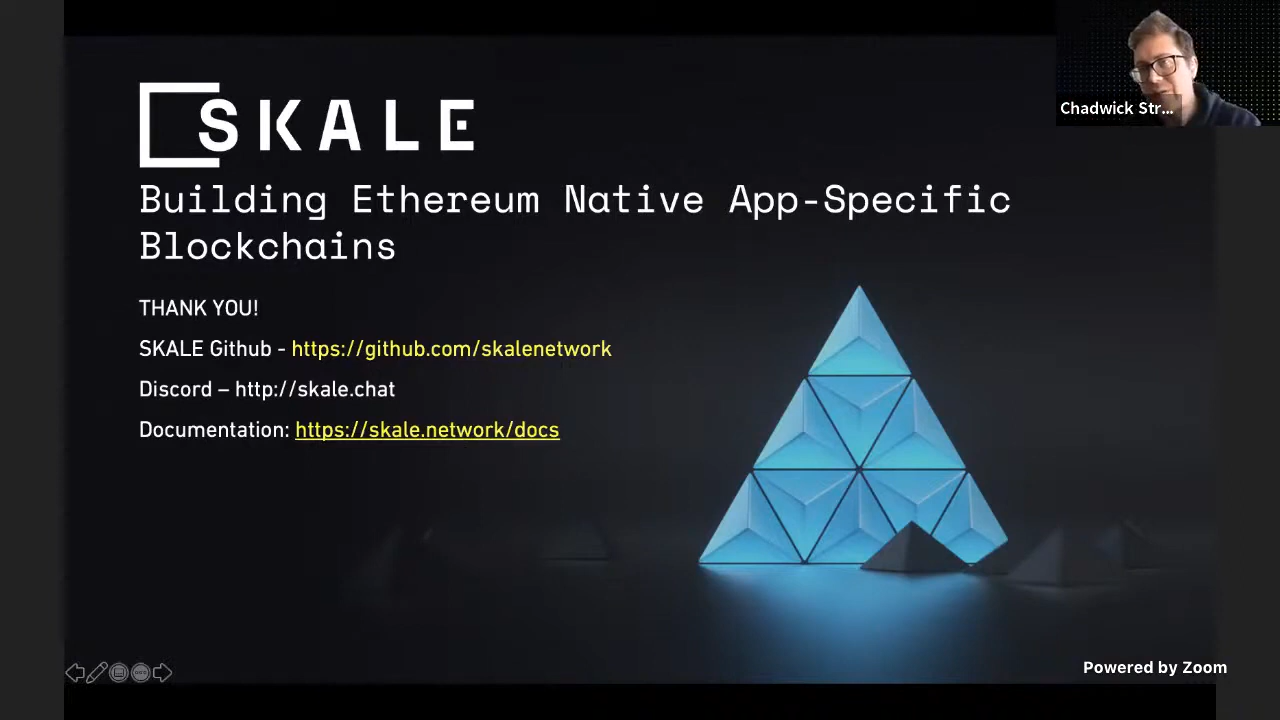 SKALE
Chadwick Str...
Building Ethereum Native App-Specific
Blockchains
THANK YOU!
SKALE Github - https://github.com/skalenetwork
Discord – http://skale.chat
Documentation: https://skale.network/docs
Powered by Zoom